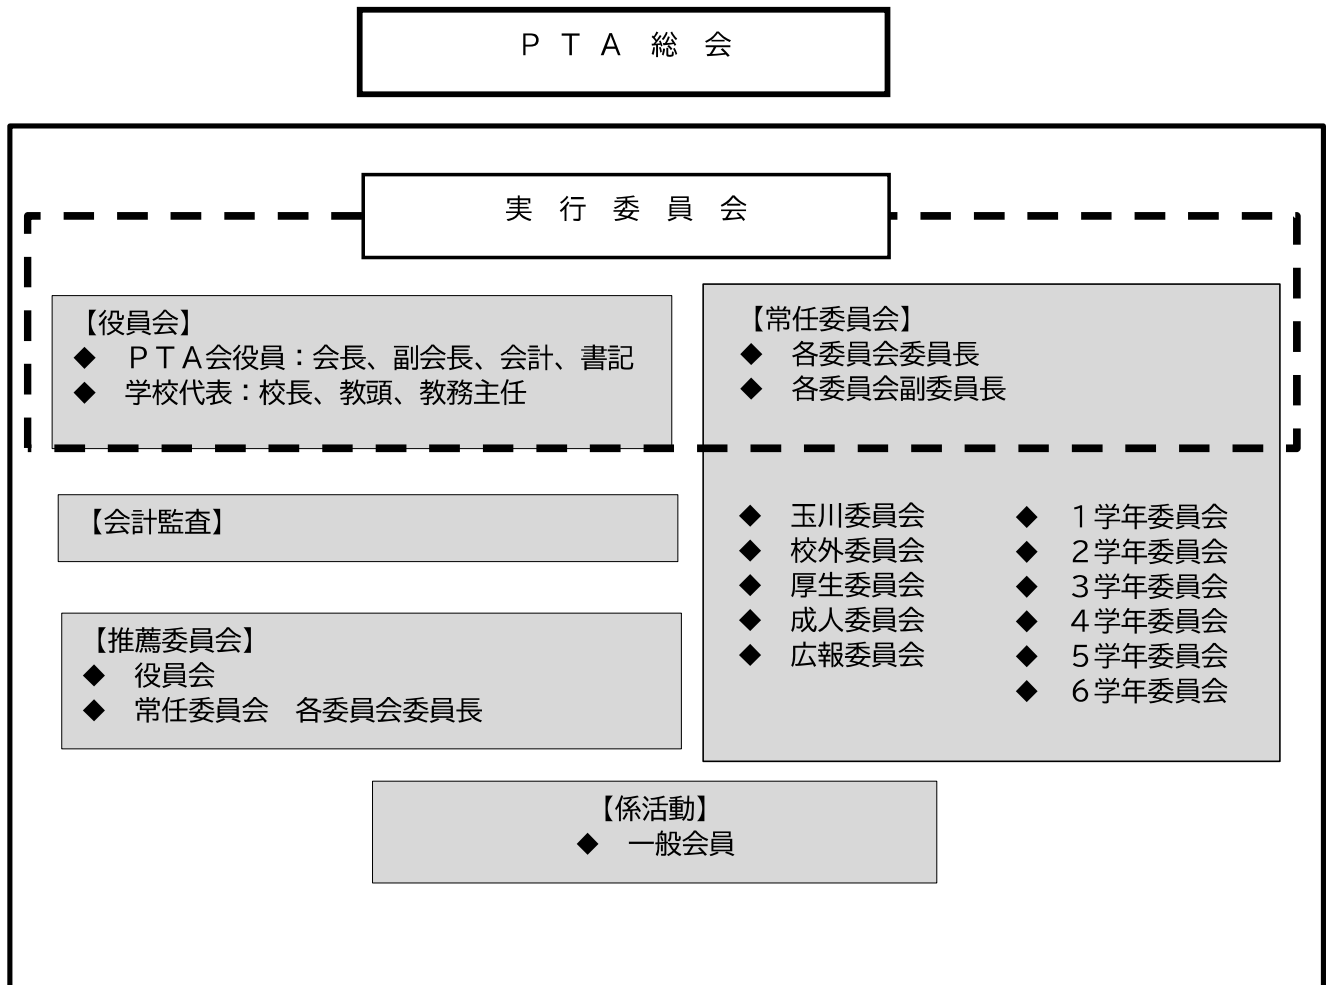 ＰＴＡ　総　会
実　行　委　員　会
【役員会】
◆　ＰＴＡ会役員：会長、副会長、会計、書記
◆　学校代表：校長、教頭、教務主任
【常任委員会】
◆　各委員会委員長
◆　各委員会副委員長
◆　玉川委員会
◆　校外委員会
◆　厚生委員会
◆　成人委員会
◆　広報委員会
◆　１学年委員会
◆　２学年委員会
◆　３学年委員会
◆　４学年委員会
◆　５学年委員会
◆　６学年委員会
【会計監査】
【推薦委員会】
◆　役員会
◆　常任委員会　各委員会委員長
【係活動】
◆　一般会員